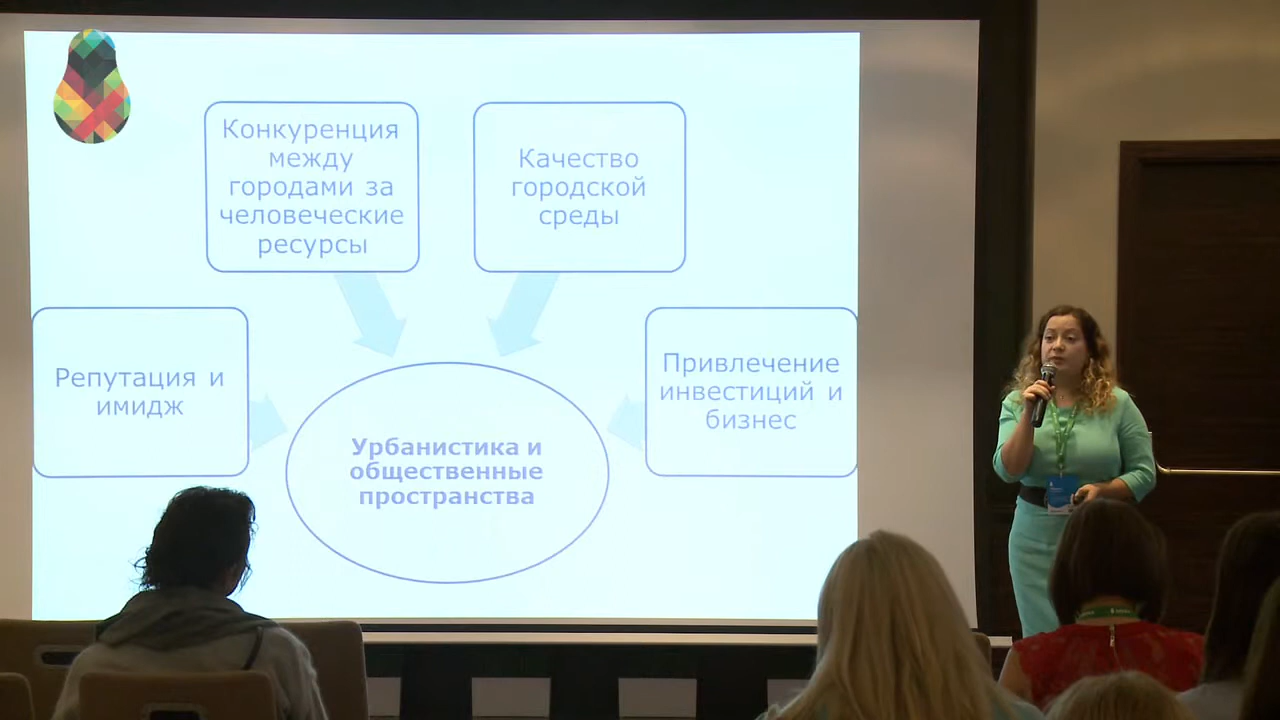 Конкуренция
между
городами за
человеческие
ресурсы
Качество
городской
среды
Репутация и
имидж
Привлечение
инвестиций и
бизнес
Урбанистика и
общественные
пространства